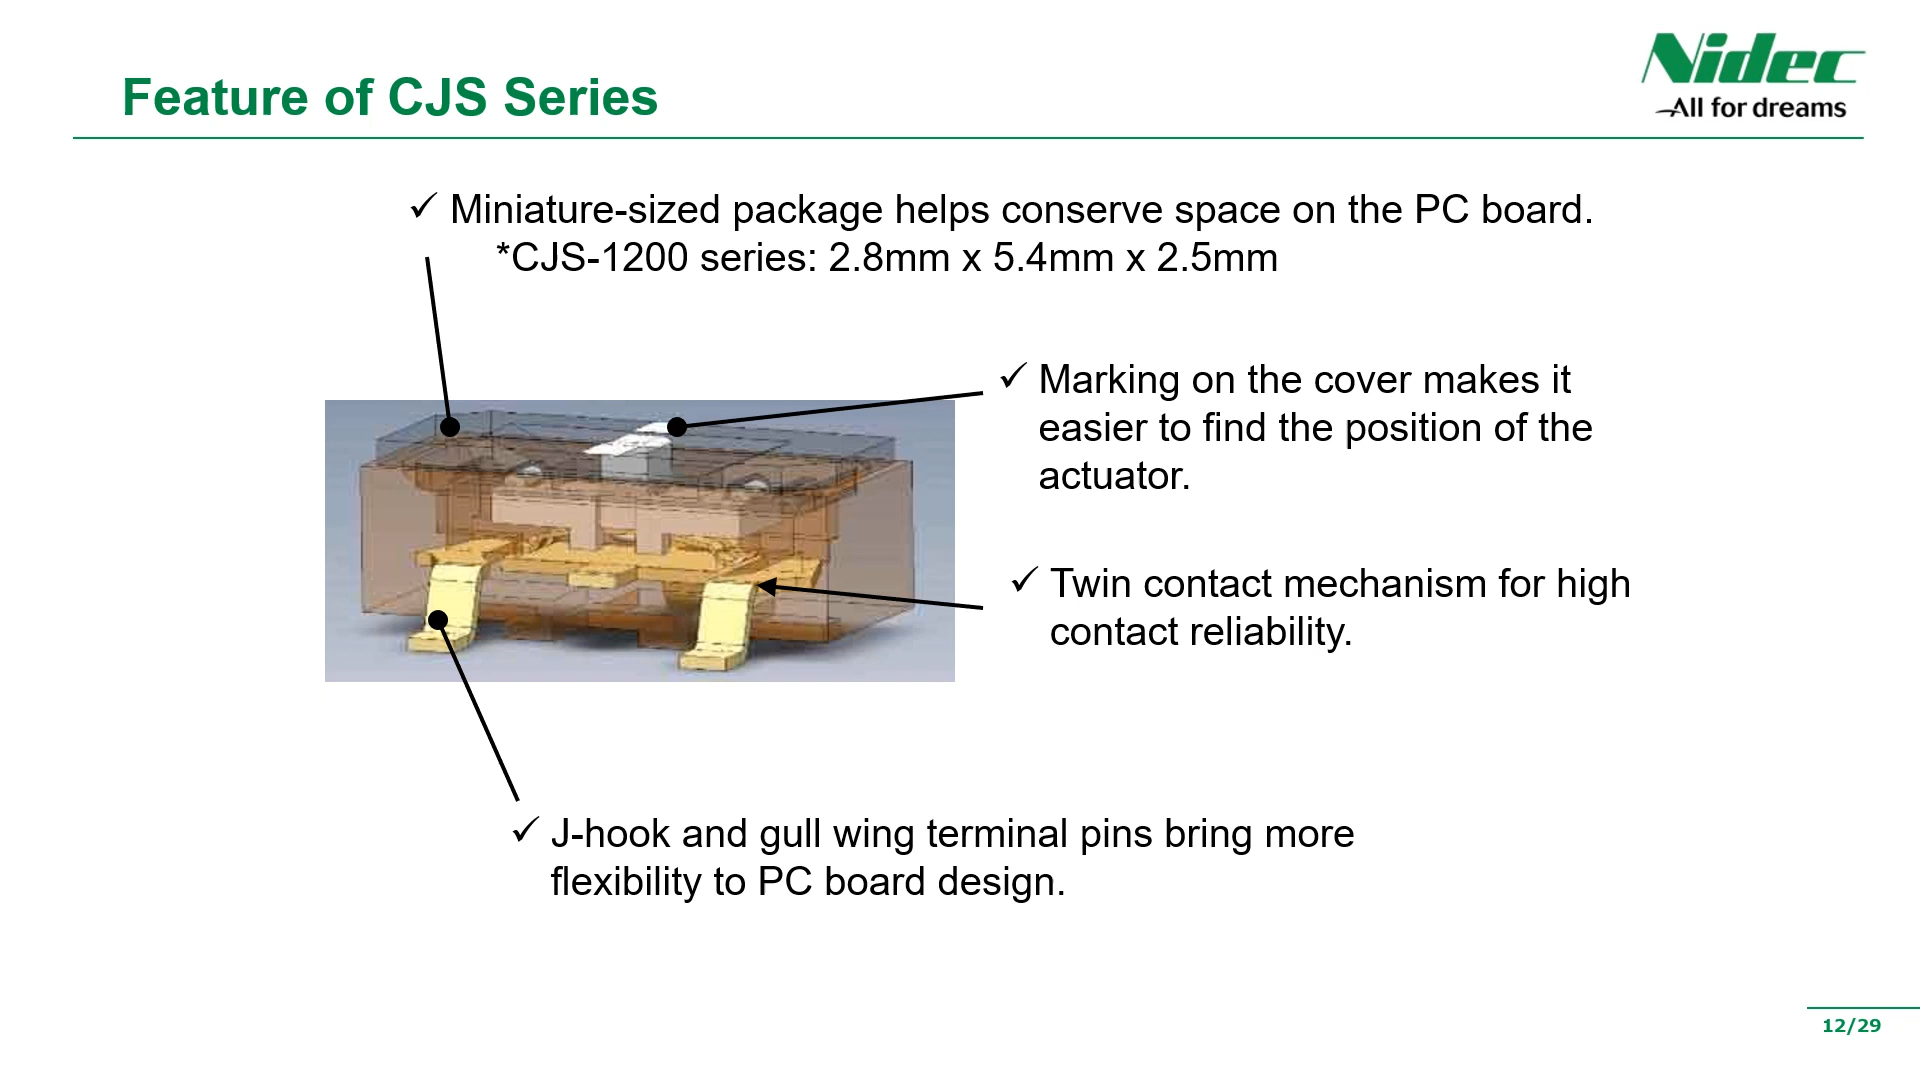 Feature of CJS Series
Nidec
All for dreams
✓ Miniature-sized package helps conserve space on the PC board.
*CJS-1200 series: 2.8mm x 5.4mm x 2.5mm
✓ Marking on the cover makes it
easier to find the position of the
actuator.
✓ Twin contact mechanism for high
contact reliability.
✓ J-hook and gull wing terminal pins bring more
flexibility to PC board design.
12/29